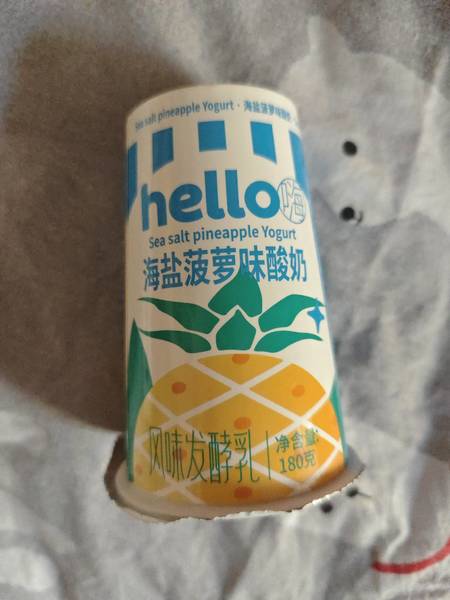 Sea salt pineapple Yogurt · 海盐菠萝味酸奶
hello嗨
Sea salt pineapple Yogurt
海盐菠萝味酸奶
风味发酵乳
净含量:
180克